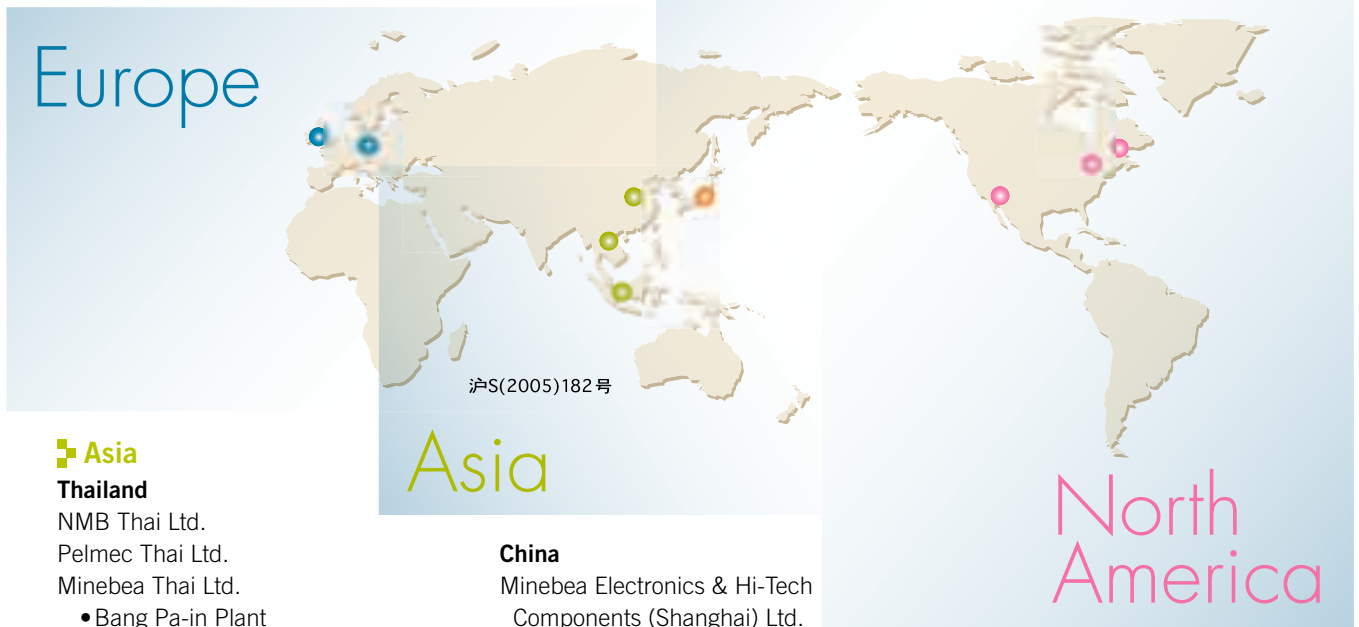 Europe
沪S(2005)182号
Asia
North
America
Asia
Thailand
NMB Thai Ltd.
Pelmec Thai Ltd.
Minebea Thai Ltd.
•Bang Pa-in Plant
China
Minebea Electronics & Hi-Tech
Components (Shanghai) Ltd.